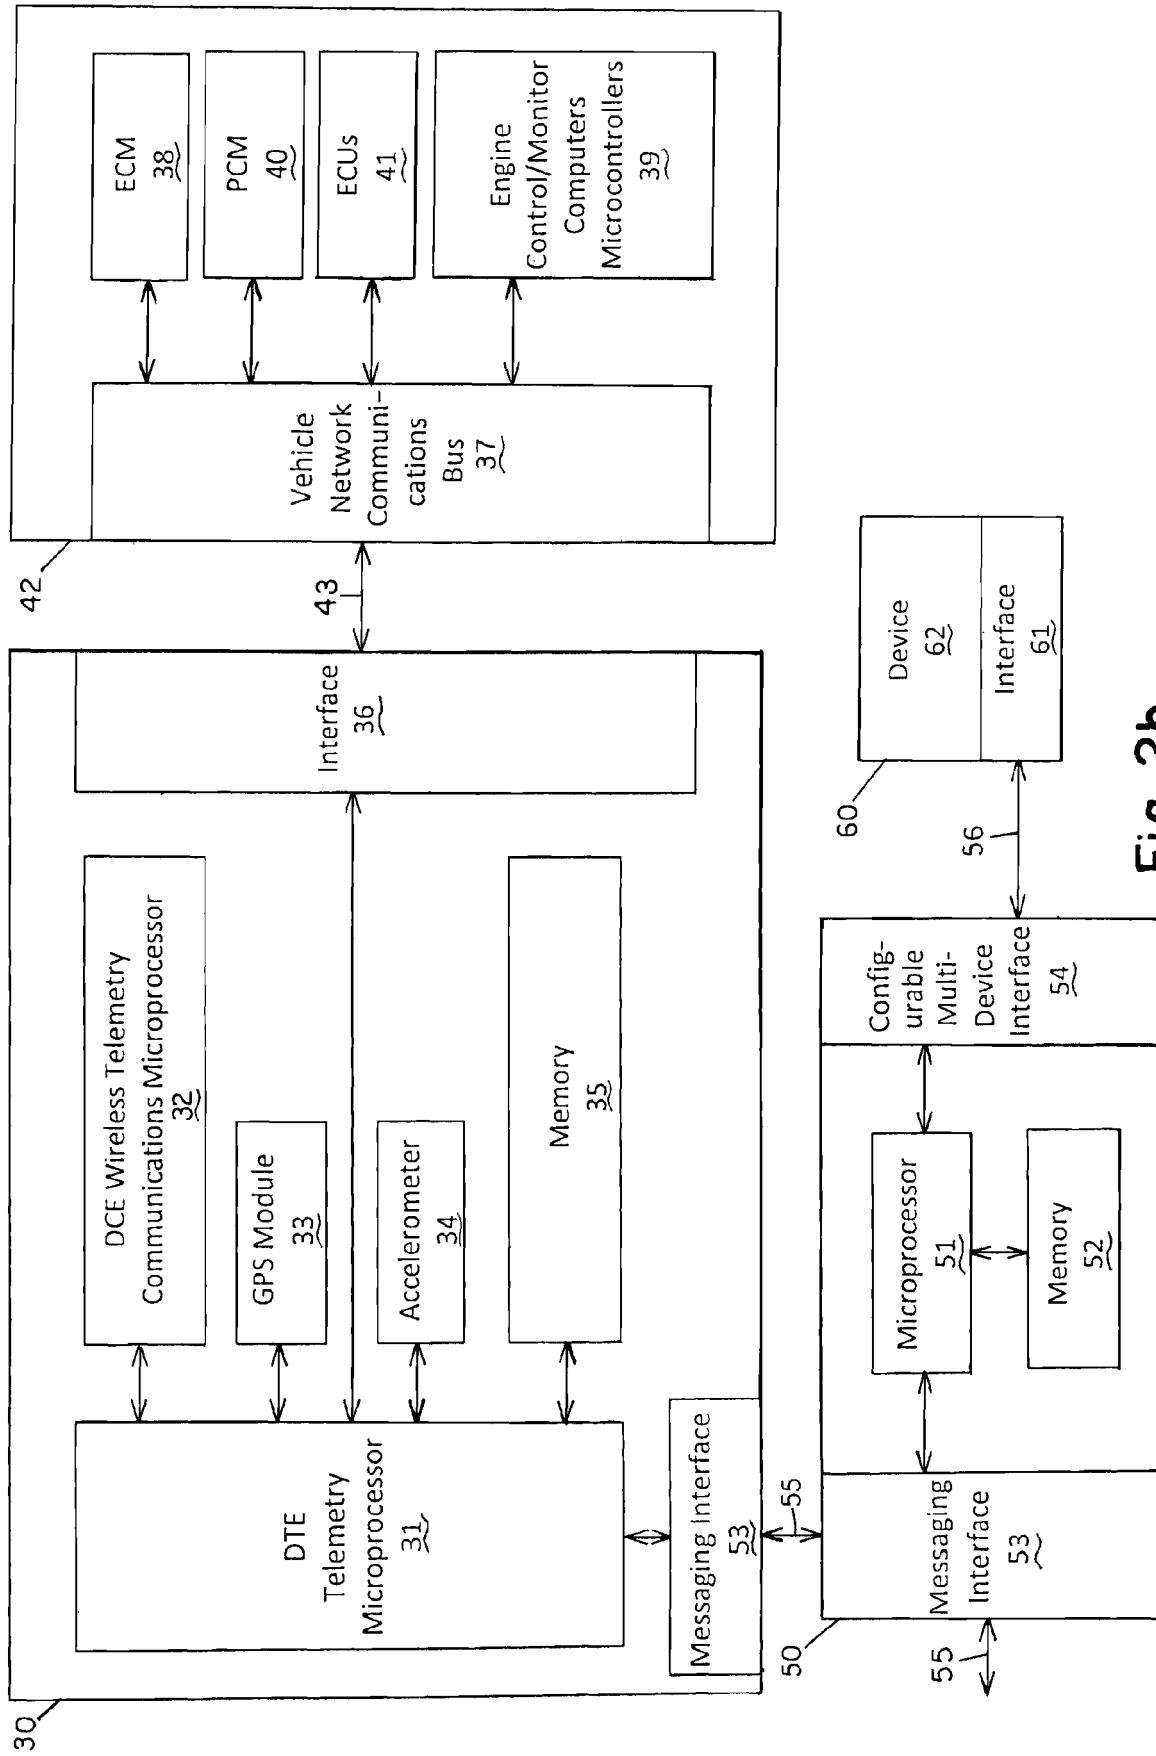 30
DTE
Telemetry
Microprocessor
31
DCE Wireless Telemetry
Communications Microprocessor
32
GPS Module
33
Accelerometer
34
Memory
35
Interface
36
Messaging Interface
53
43
42
Vehicle
Network
Communi-
cations
Bus
37
ECM
38
PCM
40
ECUs
41
Engine
Control/Monitor
Computers
Microcontrollers
39
55
50
55
Messaging
Interface
53
Microprocessor
51
Memory
52
Config-
urable
Multi-
Device
Interface
54
56
60
Device
62
Interface
61
Fig. 2b